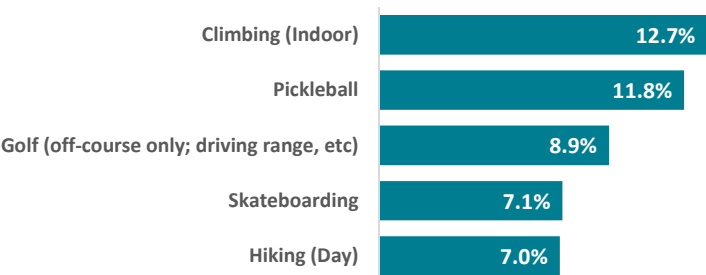 Climbing (Indoor) 12.7%
Pickleball 11.8%
Golf (off-course only; driving range, etc) 8.9%
Skateboarding 7.1%
Hiking (Day) 7.0%